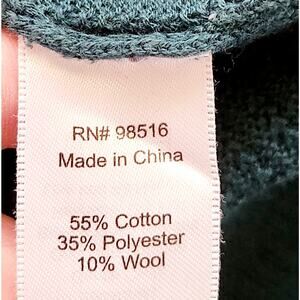 RN# 98516
Made in China
55% Cotton
35% Polyester
10% Wool